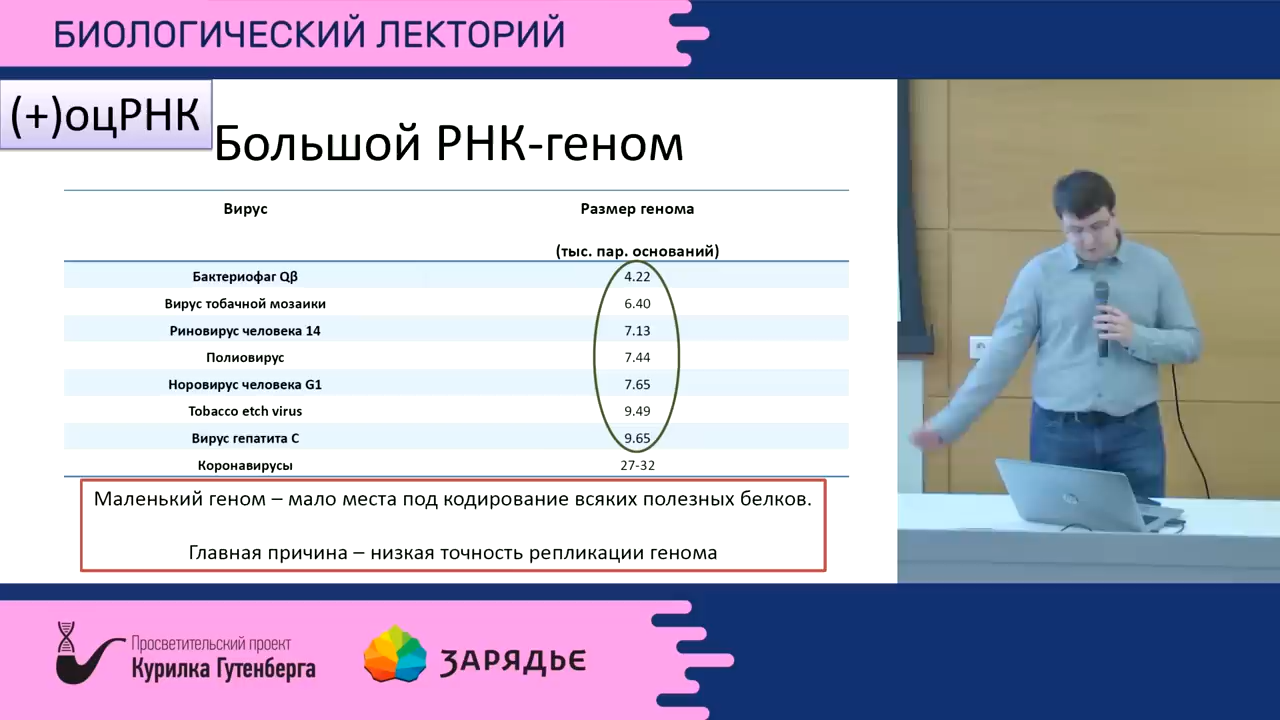 БИОЛОГИЧЕСКИЙ ЛЕКТОРИЙ
(+)оцРНК
Большой РНК-геном
Вирус Размер генома
(тыс. пар. оснований)
Бактериофаг Qβ 4.22
Вирус тобачной мозаики 6.40
Риновирус человека 14 7.13
Полиовирус 7.44
Норовирус человека G1 7.65
Tobacco etch virus 9.49
Вирус гепатита С 9.65
Коронавирусы 27-32
Маленький геном – мало места под кодирование всяких полезных белков.
Главная причина – низкая точность репликации генома
Просветительский проект
Курилка Гутенберга
ЗАРЯДЬЕ